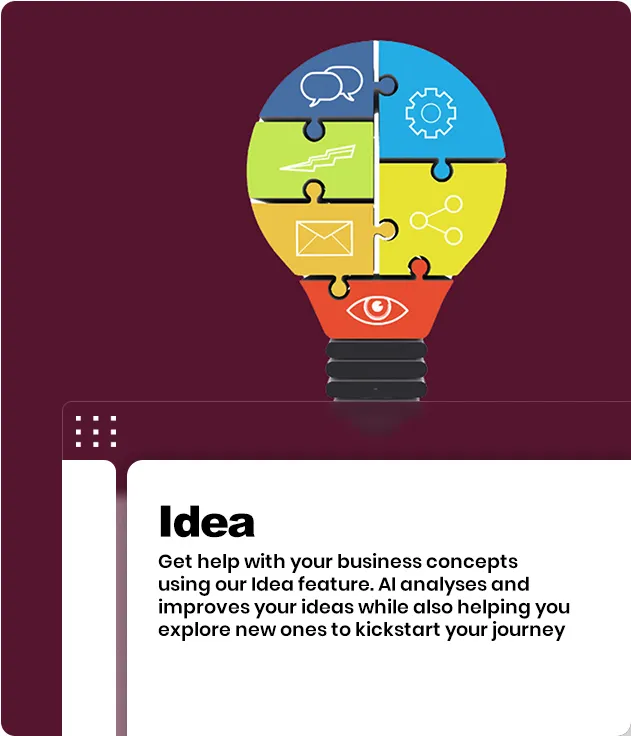 Idea
Get help with your business concepts
using our Idea feature. AI analyses and
improves your ideas while also helping you
explore new ones to kickstart your journey